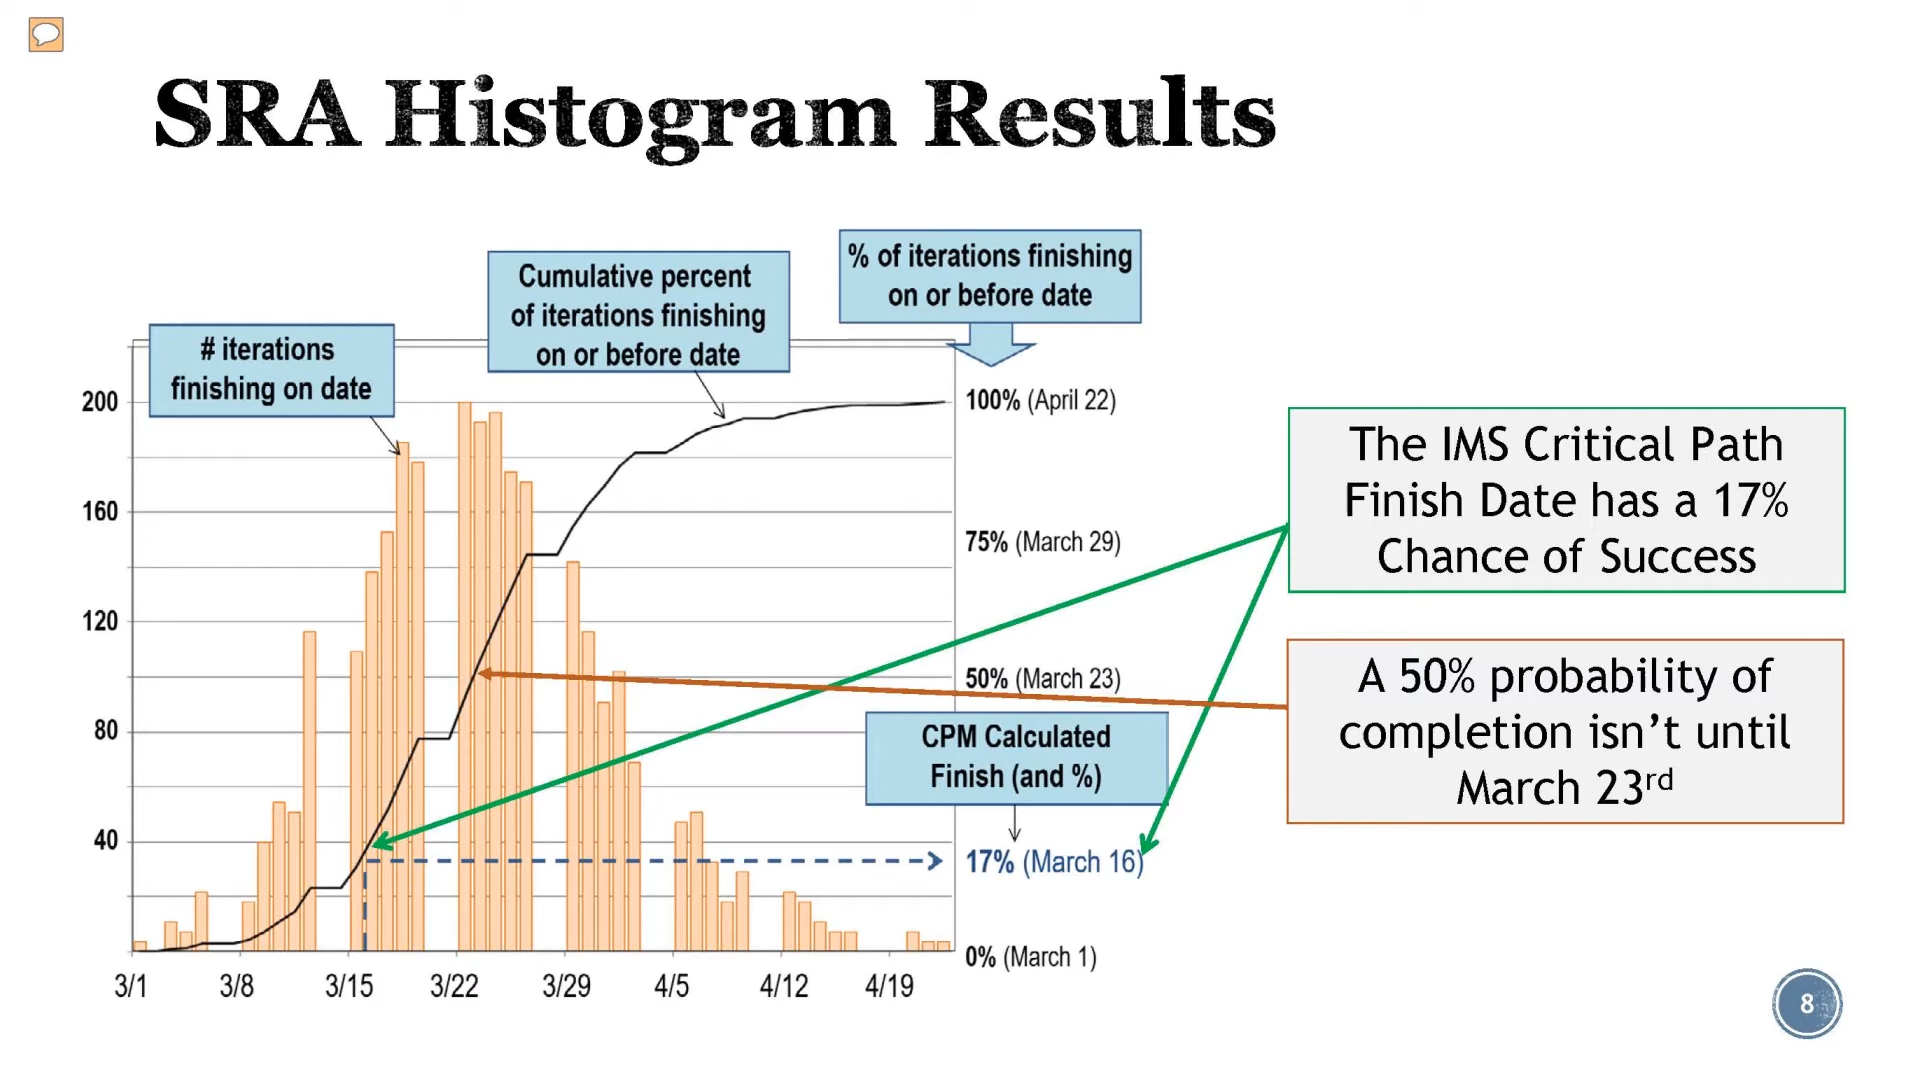 SRA Histogram Results
% of iterations finishing
on or before date
Cumulative percent
of iterations finishing
on or before date
# iterations
finishing on date
200
160
120
80
40
100% (April 22)
75% (March 29)
50% (March 23)
CPM Calculated
Finish (and %)
17% (March 16)
0% (March 1)
3/1
3/8
3/15
3/22
3/29
4/5
4/12
4/19
The IMS Critical Path
Finish Date has a 17%
Chance of Success
A 50% probability of
completion isn’t until
March 23rd
8